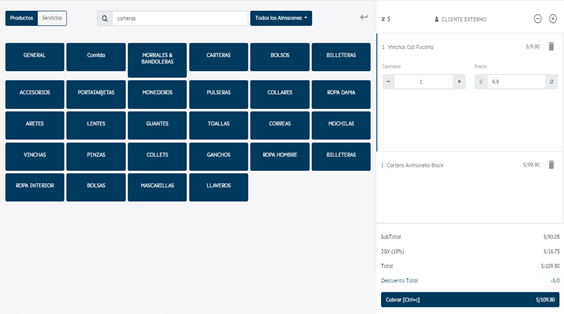 Productos Servicios carteras Todos los Almacenes
GENERAL Comida MORRALES & BANDOLERAS CARTERAS BOLSOS BILLETERAS
ACCESORIOS PORTATARJETAS MONEDEROS PULSERAS COLLARES ROPA DAMA
ARETES LENTES GUANTES TOALLAS CORREAS MOCHILAS
VINCHAS PINZAS COLLETS GANCHOS ROPA HOMBRE BILLETERAS
ROPA INTERIOR BOLSAS MASCARILLAS LLAVEROS
# 5 CLIENTE EXTERNO
1 Vinchas Cat Fucshia S/9.90
Cantidad Precio
- 1 + 9.9
1 Cartera Anthonella Black S/99.90
SubTotal S/93.05
IGV (18%) S/16.75
Total S/109.80
Descuento Total -S/0
Cobrar [Ctrl+c] S/109.80